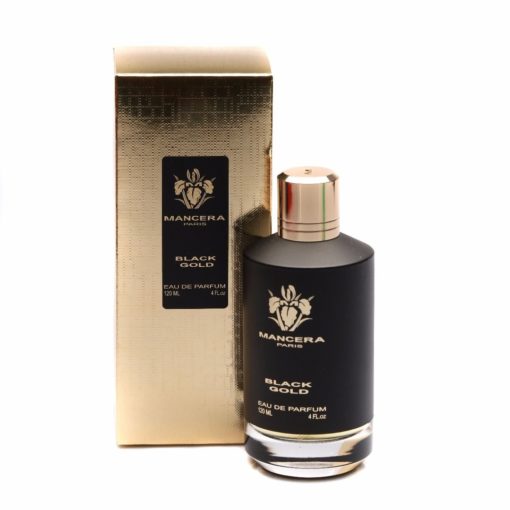 MANCERA
PARIS
BLACK
GOLD
EAU DE PARFUM
120 ML 4 Fl.oz
MANCERA
PARIS
BLACK
GOLD
EAU DE PARFUM
120 ML 4 Fl.oz